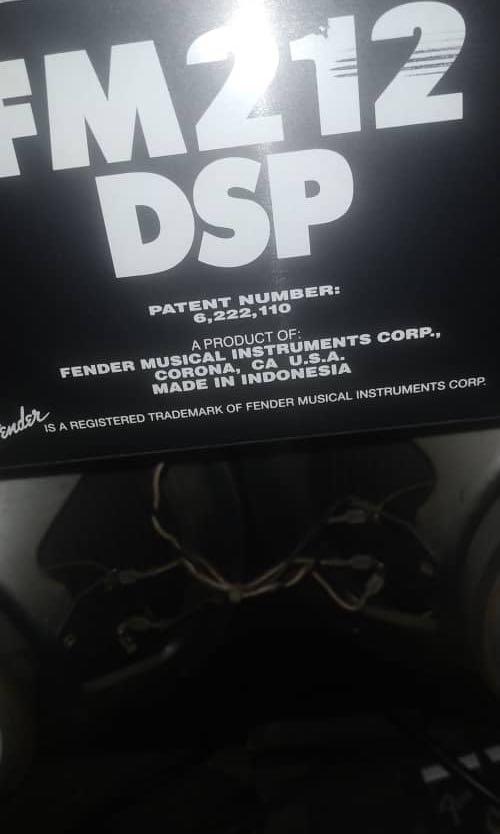 FM212
DSP
PATENT NUMBER:
6,222,110
A PRODUCT OF:
FENDER MUSICAL INSTRUMENTS CORP.,
CORONA, CA U.S.A.
MADE IN INDONESIA
Fender IS A REGISTERED TRADEMARK OF FENDER MUSICAL INSTRUMENTS CORP.